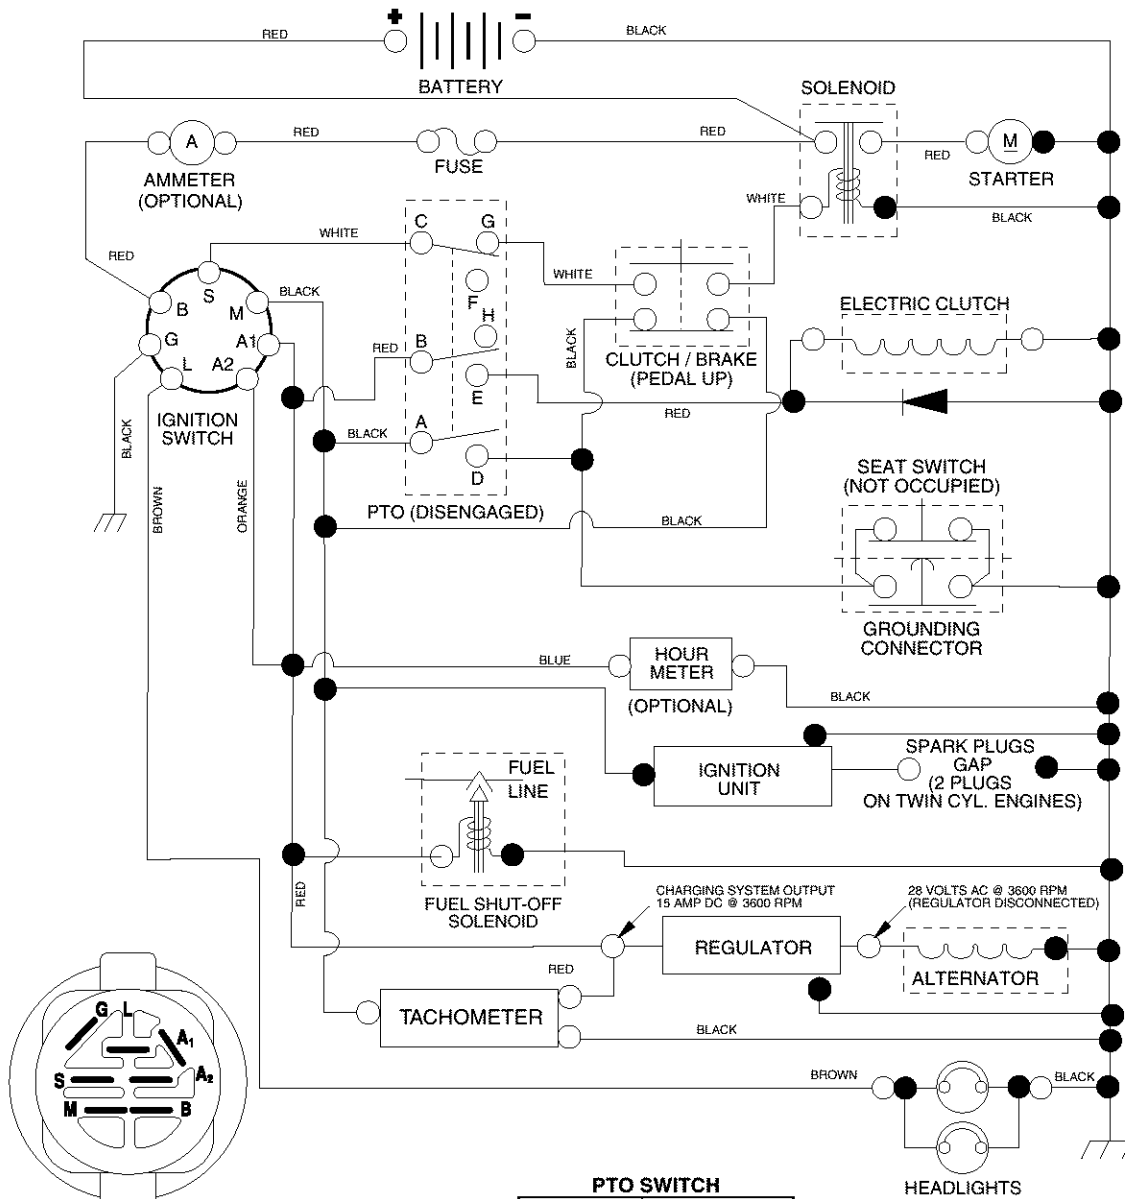 + -
RED
BLACK
BATTERY
SOLENOID
A
RED
RED
RED
M
AMMETER
(OPTIONAL)
FUSE
STARTER
WHITE
BLACK
C G
WHITE
RED
S
B
M
BLACK
F
WHITE
ELECTRIC CLUTCH
H
G
A1
RED
B
BLACK
CLUTCH / BRAKE
(PEDAL UP)
L
A2
E
RED
IGNITION
SWITCH
BLACK
A
BLACK
D
SEAT SWITCH
(NOT OCCUPIED)
BROWN
ORANGE
PTO (DISENGAGED)
BLACK
GROUNDING
CONNECTOR
BLUE
HOUR
METER
(OPTIONAL)
BLACK
FUEL
LINE
IGNITION
UNIT
SPARK PLUGS
GAP
(2 PLUGS
ON TWIN CYL. ENGINES)
RED
FUEL SHUT-OFF
SOLENOID
CHARGING SYSTEM OUTPUT
15 AMP DC @ 3600 RPM
28 VOLTS AC @ 3600 RPM
(REGULATOR DISCONNECTED)
REGULATOR
ALTERNATOR
RED
TACHOMETER
BLACK
G L
A1
S
A2
M
B
BROWN
BLACK
HEADLIGHTS
PTO SWITCH